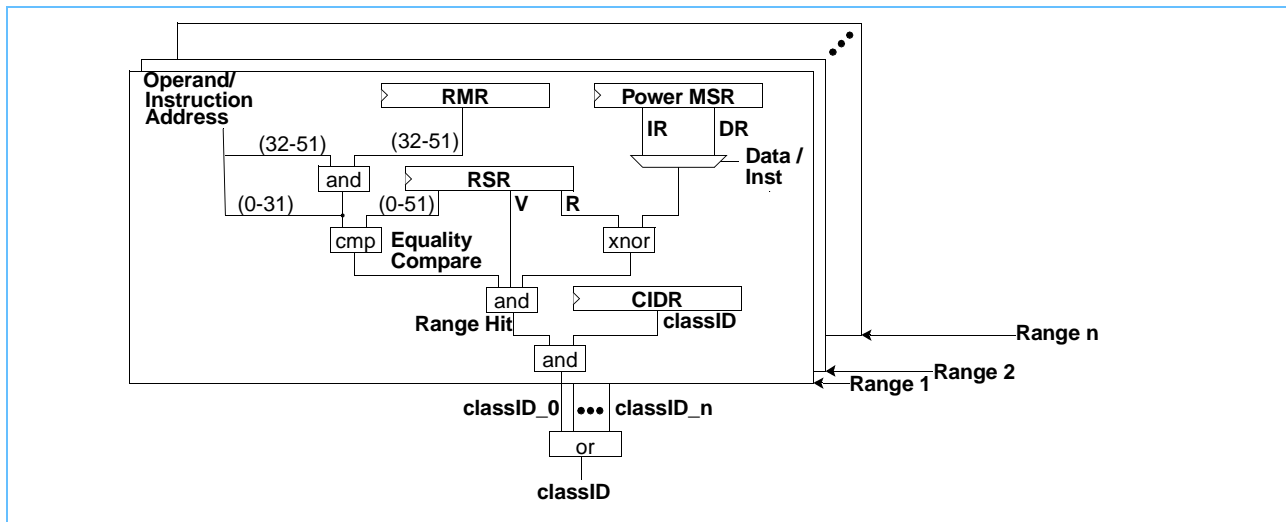 Operand/
Instruction
Address
RMR
Power MSR
IR
DR
(32-51)
(32-51)
Data /
Inst
and
RSR
(0-31)
(0-51)
V
R
cmp
Equality
Compare
xnor
and
CIDR
Range Hit
classID
and
Range n
Range 2
Range 1
classID_0
classID_n
or
classID